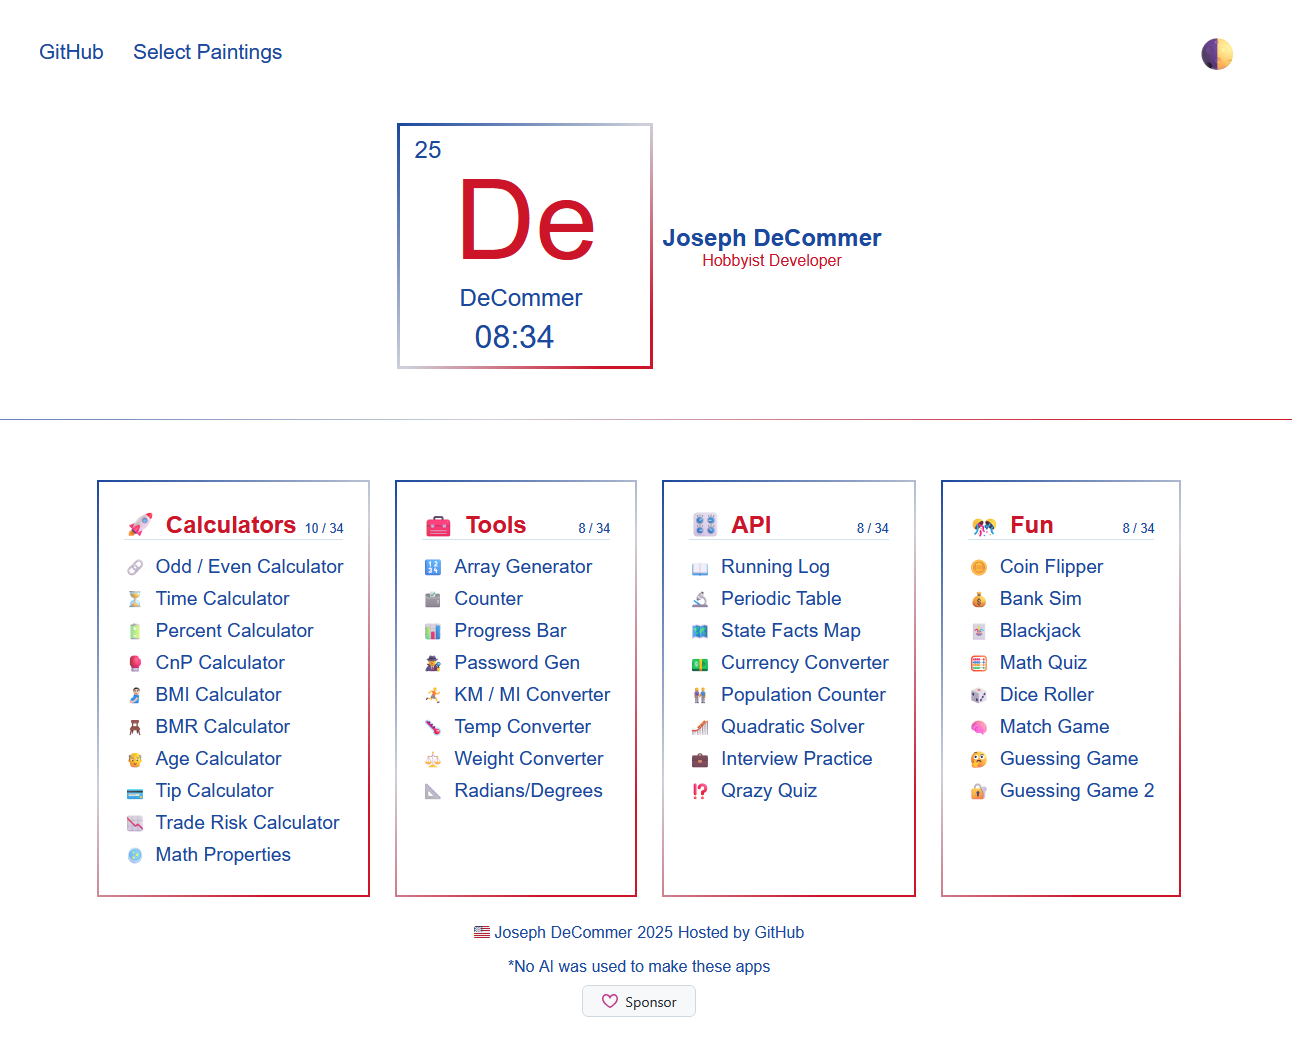 GitHub Select Paintings
25
De
DeCommer
08:34
Joseph DeCommer
Hobbyist Developer
Calculators 10 / 34
Odd / Even Calculator
Time Calculator
Percent Calculator
CnP Calculator
BMI Calculator
BMR Calculator
Age Calculator
Tip Calculator
Trade Risk Calculator
Math Properties
Tools 8 / 34
Array Generator
Counter
Progress Bar
Password Gen
KM / MI Converter
Temp Converter
Weight Converter
Radians/Degrees
API 8 / 34
Running Log
Periodic Table
State Facts Map
Currency Converter
Population Counter
Quadratic Solver
Interview Practice
Qrazy Quiz
Fun 8 / 34
Coin Flipper
Bank Sim
Blackjack
Math Quiz
Dice Roller
Match Game
Guessing Game
Guessing Game 2
Joseph DeCommer 2025 Hosted by GitHub
*No AI was used to make these apps
Sponsor